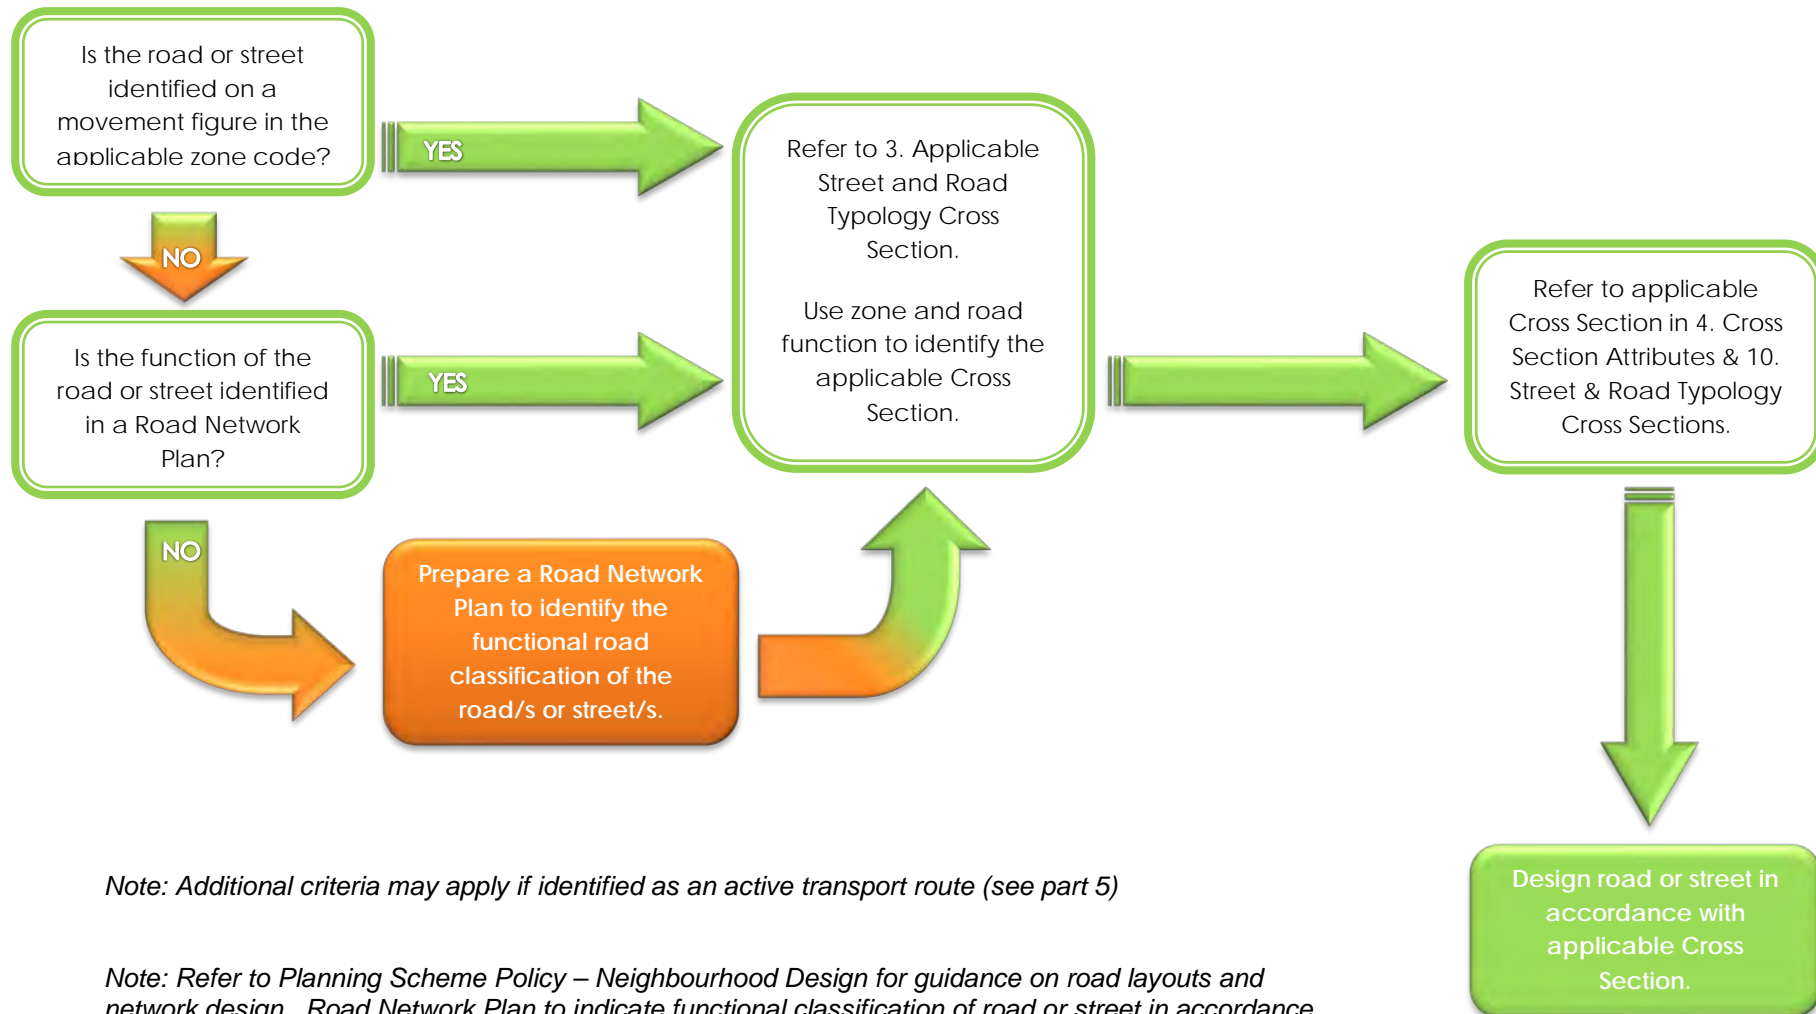 Is the road or street
identified on a
movement figure in the
applicable zone code?
YES
NO
Is the function of the
road or street identified
in a Road Network
Plan?
YES
NO
Prepare a Road Network
Plan to identify the
functional road
classification of the
road/s or street/s.
Refer to 3. Applicable
Street and Road
Typology Cross
Section.
Use zone and road
function to identify the
applicable Cross
Section.
Refer to applicable
Cross Section in 4. Cross
Section Attributes & 10.
Street & Road Typology
Cross Sections.
Design road or street in
accordance with
applicable Cross
Section.
Note: Additional criteria may apply if identified as an active transport route (see part 5)
Note: Refer to Planning Scheme Policy – Neighbourhood Design for guidance on road layouts and
network design. Road Network Plan to indicate functional classification of road or street in accordance